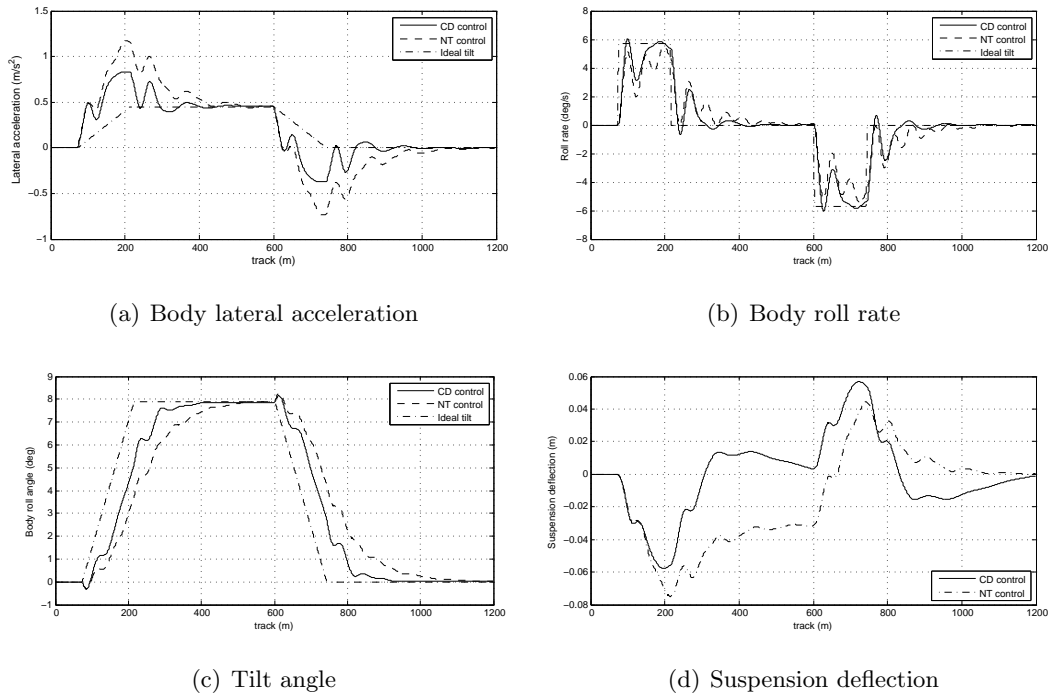 1.5
1
0.5
0
−0.5
−1
Lateral acceleration (m/s²)
CD control
NT control
Ideal tilt
0 200 400 600 800 1000 1200
track (m)
(a) Body lateral acceleration
8
6
4
2
0
−2
−4
−6
−8
Roll rate (deg/s)
CD control
NT control
Ideal tilt
0 200 400 600 800 1000 1200
track (m)
(b) Body roll rate
9
8
7
6
5
4
3
2
1
0
−1
Body roll angle (deg)
CD control
NT control
Ideal tilt
0 200 400 600 800 1000 1200
track (m)
(c) Tilt angle
0.06
0.04
0.02
0
−0.02
−0.04
−0.06
−0.08
Suspension deflection (m)
CD control
NT control
0 200 400 600 800 1000 1200
track (m)
(d) Suspension deflection